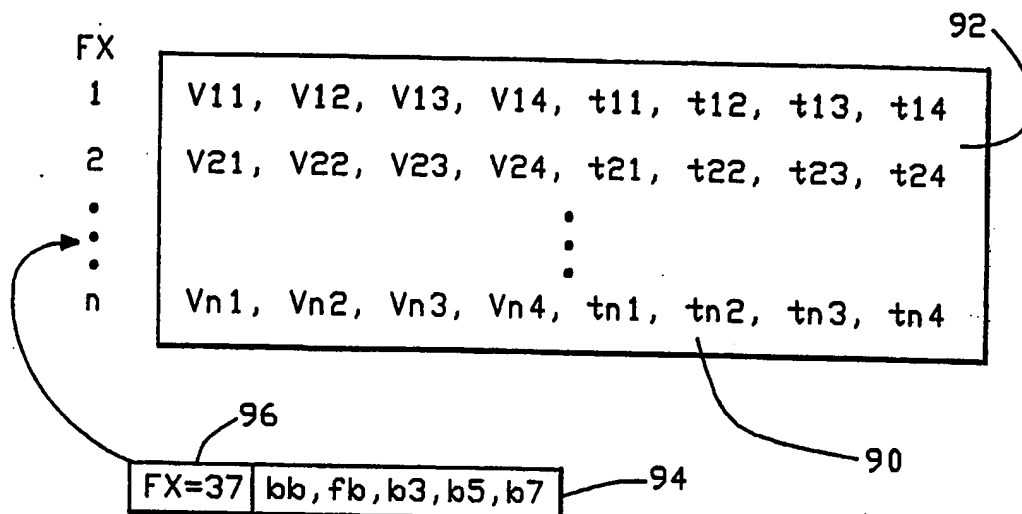 92
FX
1 V11, V12, V13, V14, t11, t12, t13, t14
2 V21, V22, V23, V24, t21, t22, t23, t24
n Vn1, Vn2, Vn3, Vn4, tn1, tn2, tn3, tn4
96
90
FX=37 bb,fb,b3,b5,b7 94